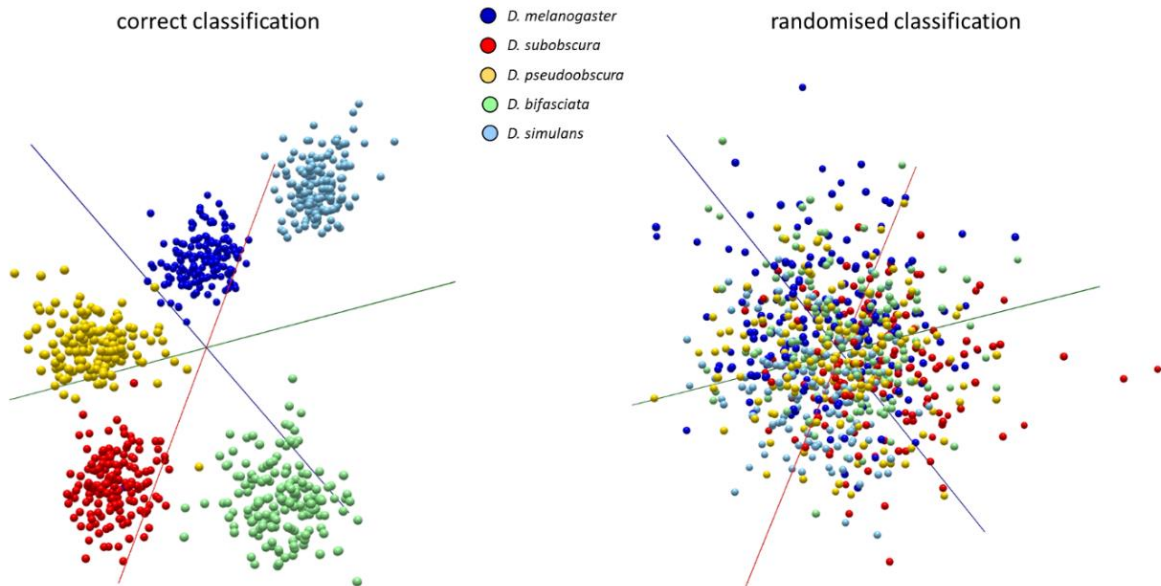 correct classification
D. melanogaster
D. subobscura
D. pseudoobscura
D. bifasciata
D. simulans
randomised classification